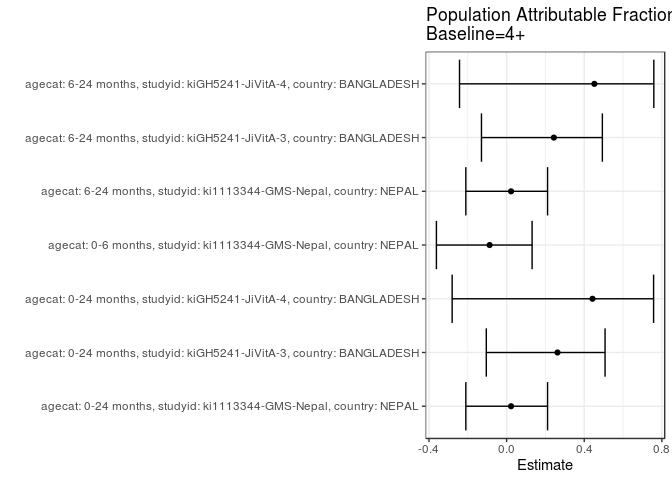 Population Attributable Fraction
Baseline=4+
agecat: 6-24 months, studyid: kiGH5241-JiVitA-4, country: BANGLADESH
agecat: 6-24 months, studyid: kiGH5241-JiVitA-3, country: BANGLADESH
agecat: 6-24 months, studyid: ki1113344-GMS-Nepal, country: NEPAL
agecat: 0-6 months, studyid: ki1113344-GMS-Nepal, country: NEPAL
agecat: 0-24 months, studyid: kiGH5241-JiVitA-4, country: BANGLADESH
agecat: 0-24 months, studyid: kiGH5241-JiVitA-3, country: BANGLADESH
agecat: 0-24 months, studyid: ki1113344-GMS-Nepal, country: NEPAL
-0.4 0.0 0.4 0.8
Estimate